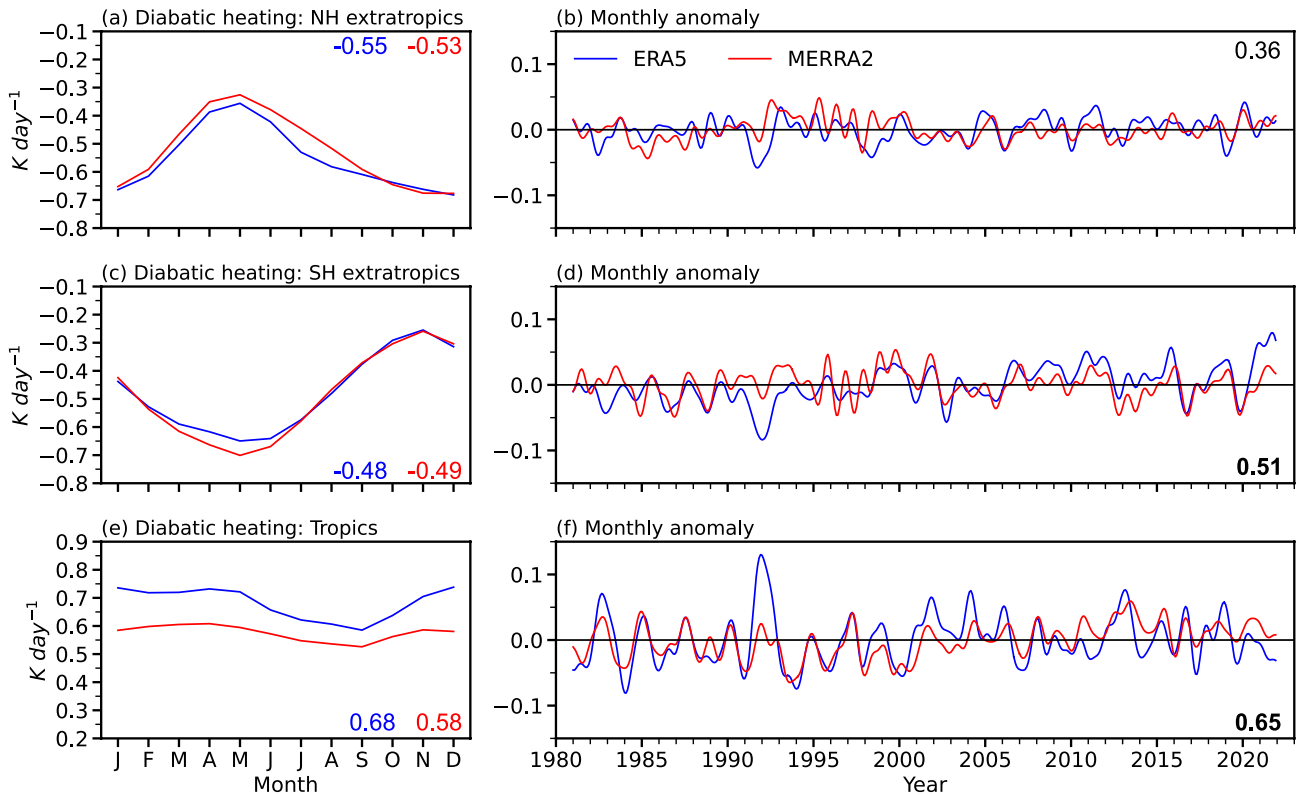 (a) Diabatic heating: NH extratropics
−0.1
−0.2
−0.3
−0.4
−0.5
−0.6
−0.7
−0.8
K day⁻¹
-0.55 -0.53
(b) Monthly anomaly
0.1
0.0
−0.1
ERA5
MERRA2
0.36
(c) Diabatic heating: SH extratropics
−0.1
−0.2
−0.3
−0.4
−0.5
−0.6
−0.7
−0.8
K day⁻¹
-0.48 -0.49
(d) Monthly anomaly
0.1
0.0
−0.1
0.51
(e) Diabatic heating: Tropics
0.9
0.8
0.7
0.6
0.5
0.4
0.3
0.2
K day⁻¹
0.68 0.58
J F M A M J J A S O N D
Month
(f) Monthly anomaly
0.1
0.0
−0.1
0.65
1980 1985 1990 1995 2000 2005 2010 2015 2020
Year